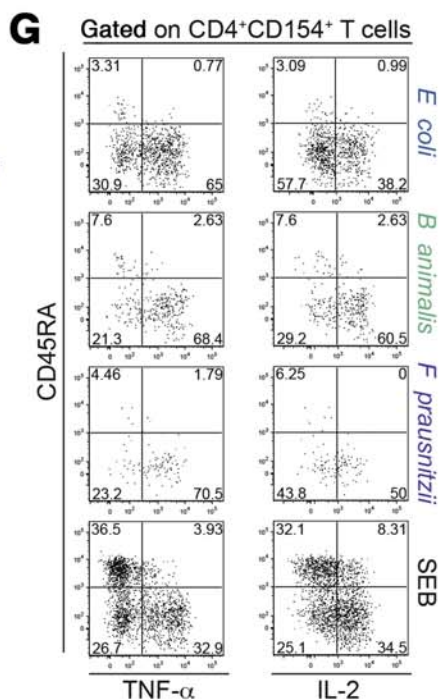 G
Gated on CD4⁺CD154⁺ T cells
3.31 0.77 3.09 0.99
30.9 65 57.7 38.2
E coli
7.6 2.63 7.6 2.63
21.3 68.4 29.2 60.5
B animalis
4.46 1.79 6.25 0
23.2 70.5 43.8 50
F prausnitzii
36.5 3.93 32.1 8.31
26.7 32.9 25.1 34.5
SEB
CD45RA
TNF-α IL-2